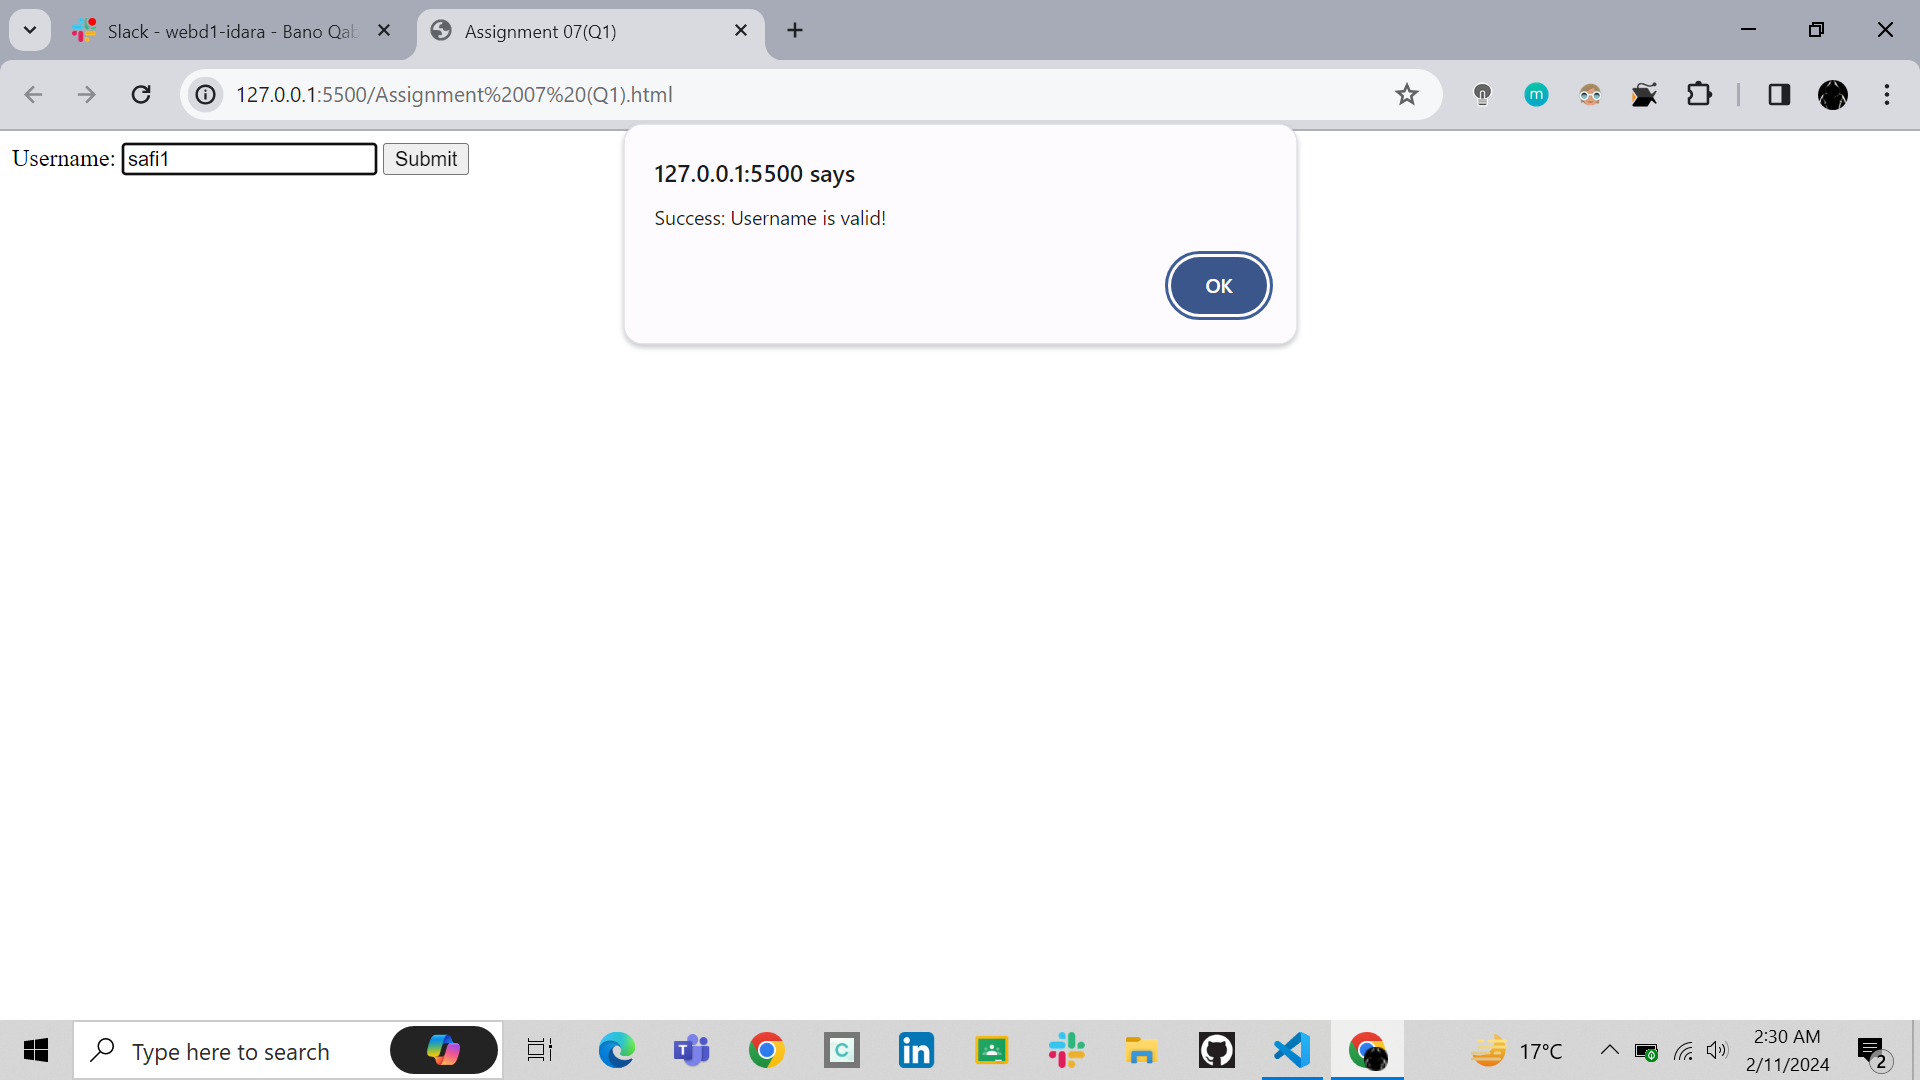 Slack - webd1-idara - Bano Qab
Assignment 07(Q1)
127.0.0.1:5500/Assignment%2007%20(Q1).html
m
Username: safi1 Submit
127.0.0.1:5500 says
Success: Username is valid!
OK
Type here to search
T
C
in
17°C
2:30 AM
2/11/2024
2